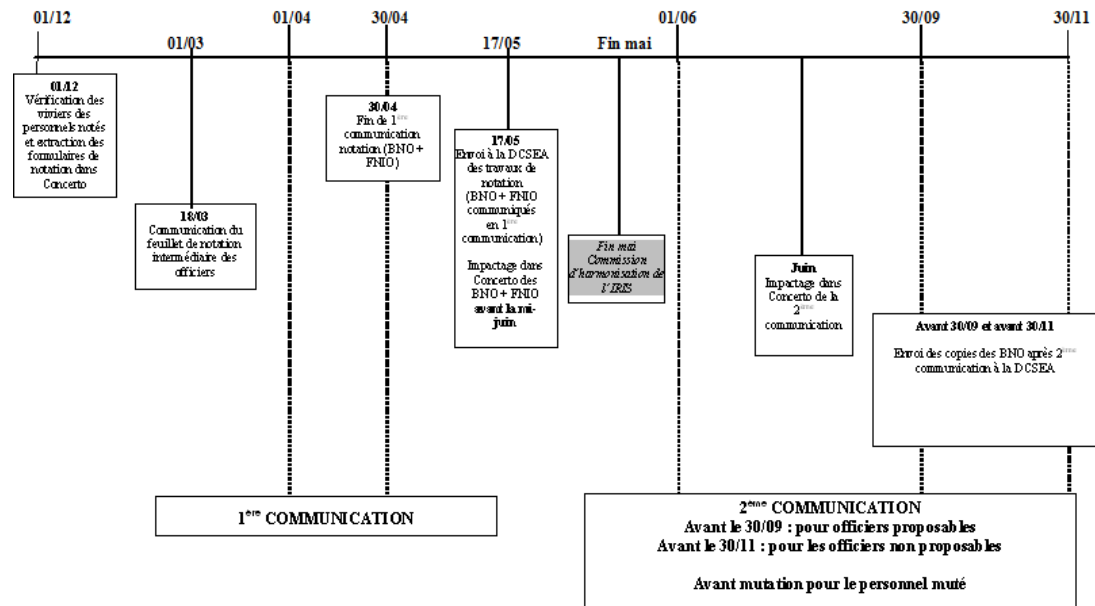 01/12
01/04
30/04
01/06
30/09
30/11
01/03
17/05
Fin mai
01/12
Vérification des
viviers des
personnels notés
et extraction des
formulaires de
notation dans
Concerto
18/03
Communication du
feuillet de notation
intermédiaire des
officiers
30/04
Fin de 1ère
communication
notation (BNO +
FNIO)
17/05
Envoi à la DCSEA
des travaux de
notation
(BNO + FNIO
communiqués
en 1ère
communication)
Impactage dans
Concerto des
BNO + FNIO
avant la mi-
juin
Fin mai
Commission
d'harmonisation de
l'IRIS
Juin
Impactage dans
Concerto de la
2ème
communication
Avant 30/09 et avant 30/11
Envoi des copies des BNO après 2ème
communication à la DCSEA
1ère COMMUNICATION
2ème COMMUNICATION
Avant le 30/09 : pour officiers proposables
Avant le 30/11 : pour les officiers non proposables
Avant mutation pour le personnel muté